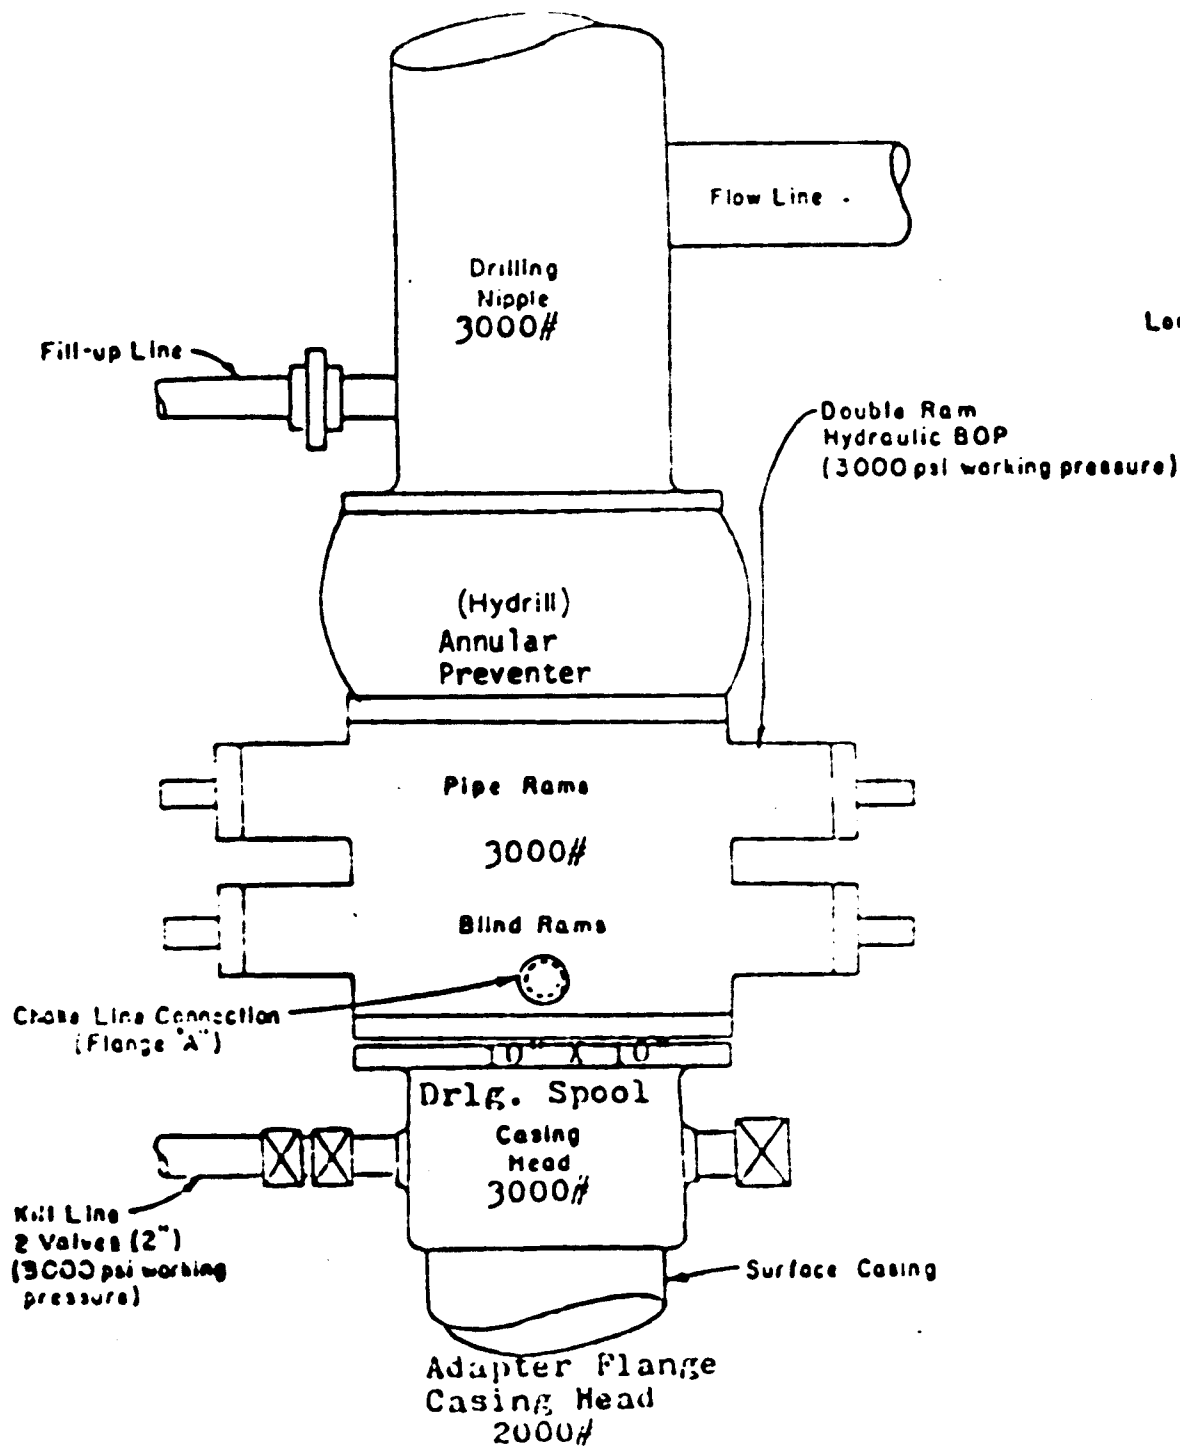 Flow Line
Drilling
Nipple
3000#
Fill-up Line
Double Ram
Hydraulic BOP
(3000 psi working pressure)
(Hydrill)
Annular
Preventer
Pipe Rams
3000#
Blind Rams
Choke Line Connection
(Flange "A")
Drlg. Spool
Casing
Head
3000#
Kill Line
2 Valves (2")
(3000 psi working
pressure)
Surface Casing
Adapter Flange
Casing Head
2000#